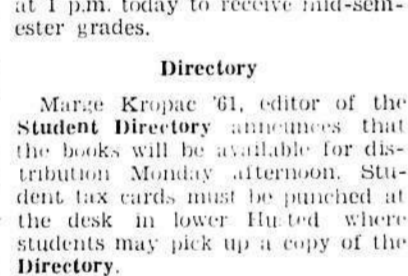 at 1 p.m. today to receive mid-sem-
ester grades.
Directory
Marge Kropac '61, editor of the
Student Directory announces that
the books will be available for dis-
tribution Monday afternoon. Stu-
dent tax cards must be punched at
the desk in lower Husted where
students may pick up a copy of the
Directory.